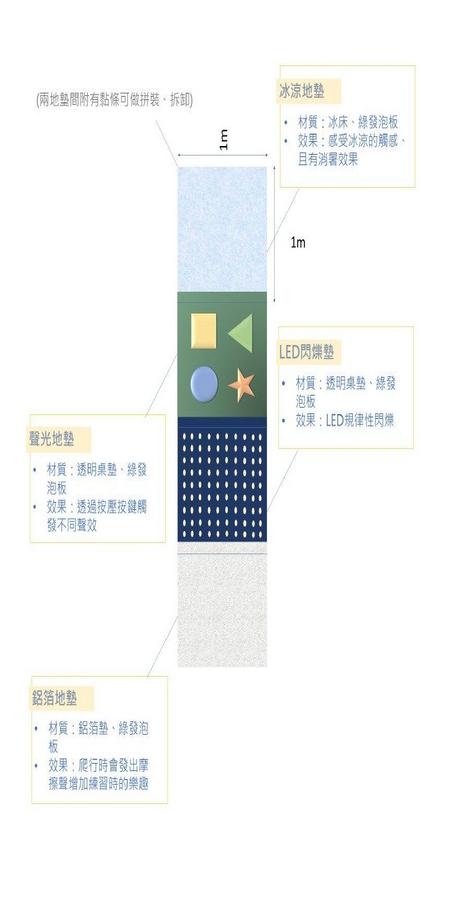 (兩地墊間附有黏條可做拼裝、拆卸)
1m
1m
冰涼地墊
• 材質：冰床、綠發泡板
• 效果：感受冰涼的觸感、
且有消署效果
LED閃爍墊
• 材質：透明桌墊、綠發
泡板
• 效果：LED規律性閃爍
聲光地墊
• 材質：透明桌墊、綠發
泡板
• 效果：透過按壓按鍵觸
發不同聲效
鋁箔地墊
• 材質：鋁箔墊、綠發泡
板
• 效果：爬行時會發出摩
擦聲增加練習時的樂趣